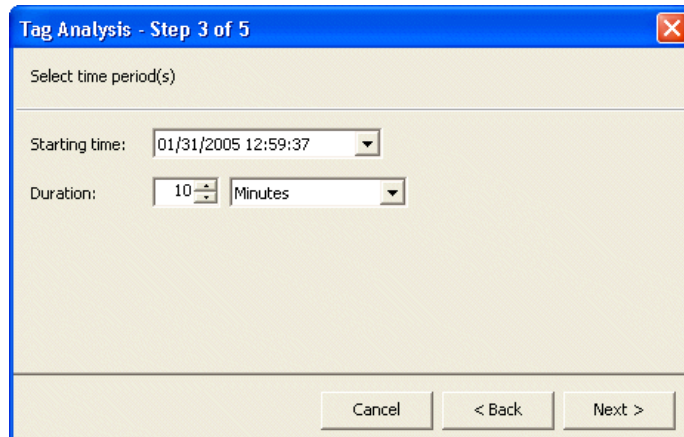 Tag Analysis - Step 3 of 5
Select time period(s)
Starting time: 01/31/2005 12:59:37
Duration: 10 Minutes
Cancel < Back Next >